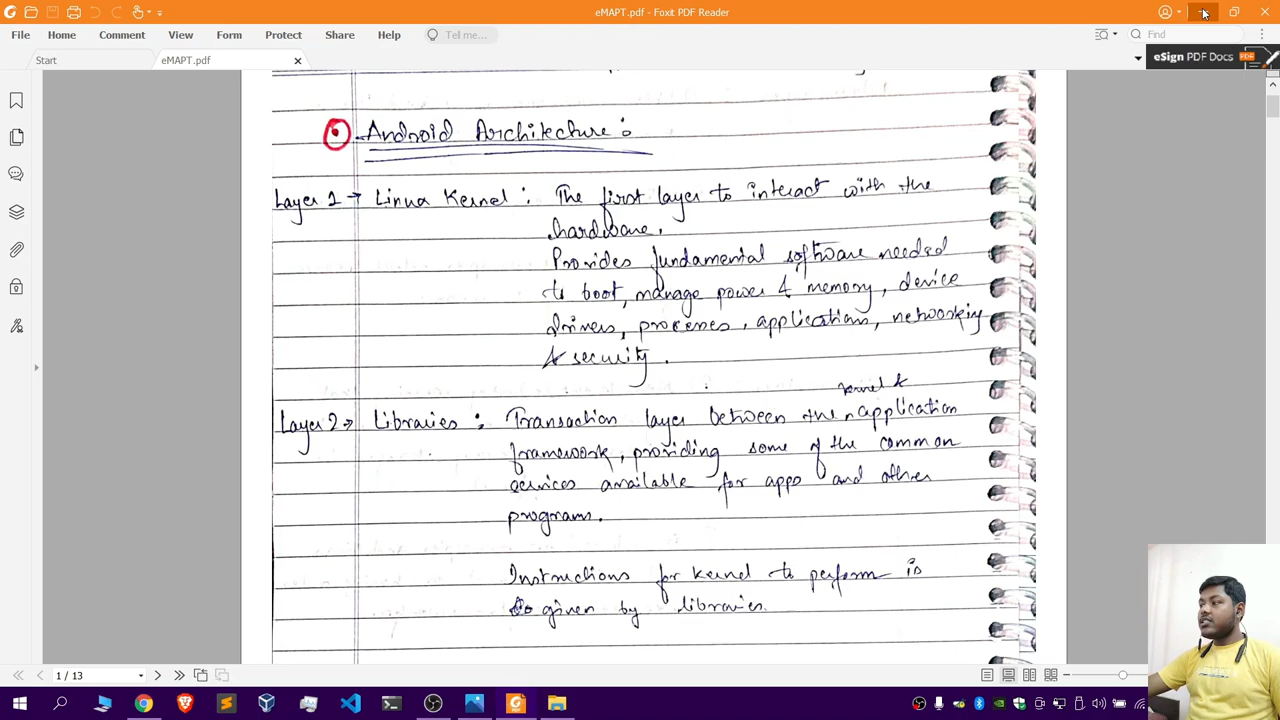 eMAPT.pdf - Foxit PDF Reader
File Home Comment View Form Protect Share Help Tell me... Find
Start eMAPT.pdf
eSign PDF Docs PDF
Android Architecture :
Layer 1 → Linux Kernel : The first layer to interact with the
hardware.
Provides fundamental software needed
to boot, manage power & memory, device
drivers, processes, applications, networking
& security.
kernel &
Layer 2 → Libraries : Transaction layer between the application
framework, providing some of the common
services available for apps and other
programs.
Instructions for kernel to perform is
given by libraries.
1 / 13